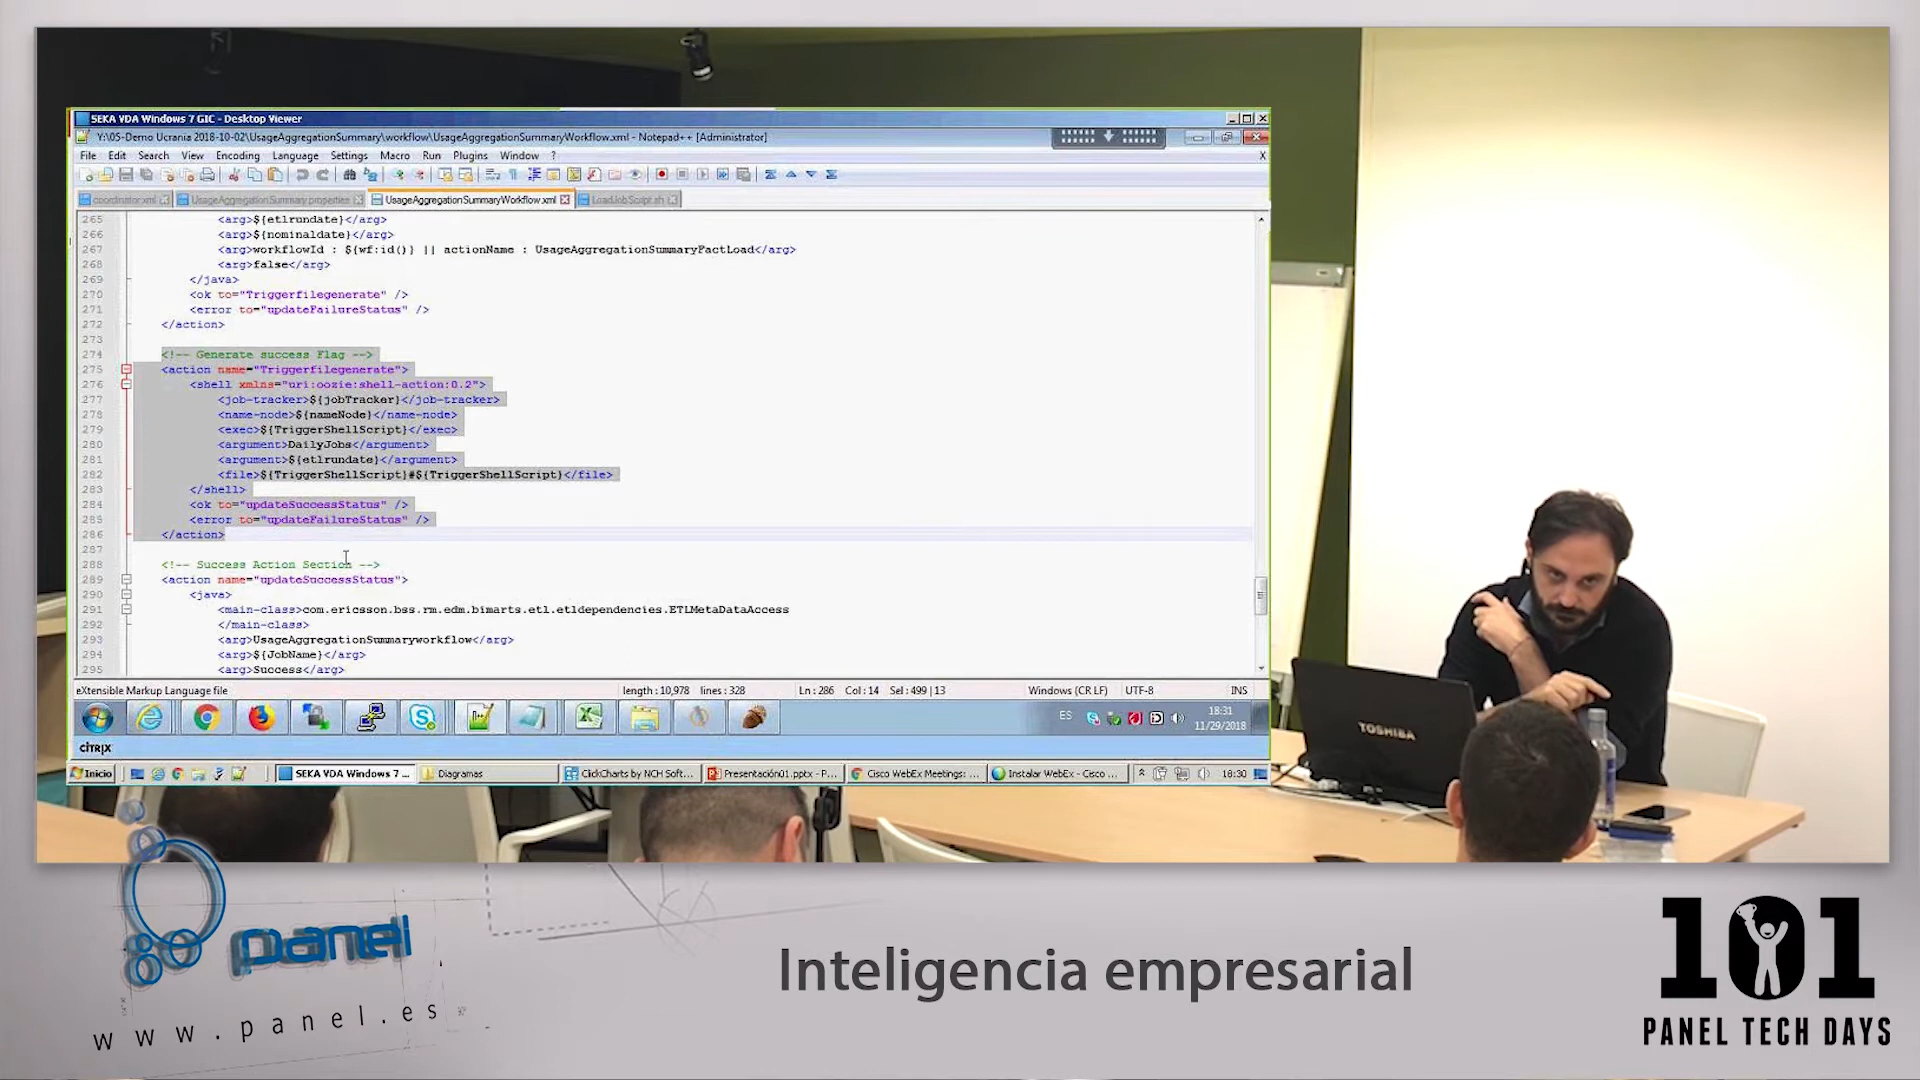 SEKA VDA Windows 7 GIC - Desktop Viewer
Y:\05-Demo Ucrania 2018-10-02\UsageAggregationSummary\workflow\UsageAggregationSummaryWorkflow.xml - Notepad++ [Administrator]
File Edit Search View Encoding Language Settings Macro Run Plugins Window ? X
coordinator.xml UsageAggregationSummary.properties UsageAggregationSummaryWorkflow.xml LoadJobScript.sh
265 <arg>${etlrundate}</arg>
266 <arg>${nominaldate}</arg>
267 <arg>workflowId : ${wf:id()} || actionName : UsageAggregationSummaryFactLoad</arg>
268 <arg>false</arg>
269 </java>
270 <ok to="Triggerfilegenerate" />
271 <error to="updateFailureStatus" />
272 </action>
273
274 <!-- Generate success Flag -->
275 <action name="Triggerfilegenerate">
276 <shell xmlns="uri:oozie:shell-action:0.2">
277 <job-tracker>${jobTracker}</job-tracker>
278 <name-node>${nameNode}</name-node>
279 <exec>${TriggerShellScript}</exec>
280 <argument>DailyJobs</argument>
281 <argument>${etlrundate}</argument>
282 <file>${TriggerShellScript}#${TriggerShellScript}</file>
283 </shell>
284 <ok to="updateSuccessStatus" />
285 <error to="updateFailureStatus" />
286 </action>
287
288 <!-- Success Action Section -->
289 <action name="updateSuccessStatus">
290 <java>
291 <main-class>com.ericsson.bss.rm.edm.bimarts.etl.etldependencies.ETLMetaDataAccess
292 </main-class>
293 <arg>UsageAggregationSummaryworkflow</arg>
294 <arg>${JobName}</arg>
295 <arg>Success</arg>
eXtensible Markup Language file length : 10,978 lines : 328 Ln : 286 Col : 14 Sel : 499 | 13 Windows (CR LF) UTF-8 INS
ES 18:31
11/29/2018
CITRIX
Inicio SEKA VDA Windows 7 ... Diagramas ClickCharts by NCH Soft... Presentación01.pptx - P... Cisco WebEx Meetings: ... Instalar WebEx - Cisco ... 18:30
TOSHIBA
panel
www.panel.es
Inteligencia empresarial
101
PANEL TECH DAYS